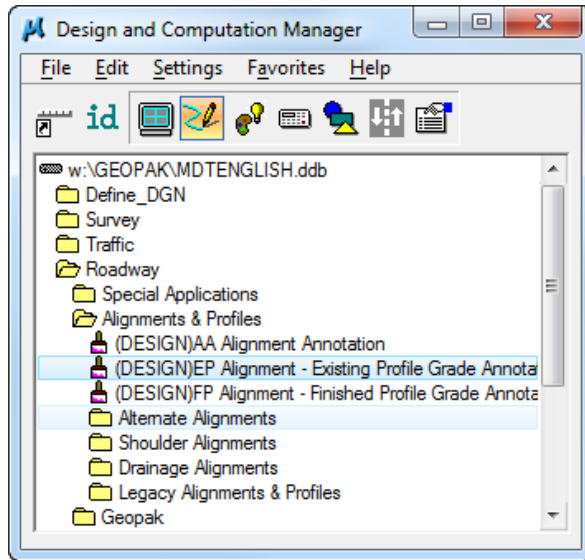 Design and Computation Manager
File Edit Settings Favorites Help
id
w:\GEOPAK\MDTENGLISH.ddb
Define_DGN
Survey
Traffic
Roadway
Special Applications
Alignments & Profiles
(DESIGN)AA Alignment Annotation
(DESIGN)EP Alignment - Existing Profile Grade Annota
(DESIGN)FP Alignment - Finished Profile Grade Annota
Alternate Alignments
Shoulder Alignments
Drainage Alignments
Legacy Alignments & Profiles
Geopak